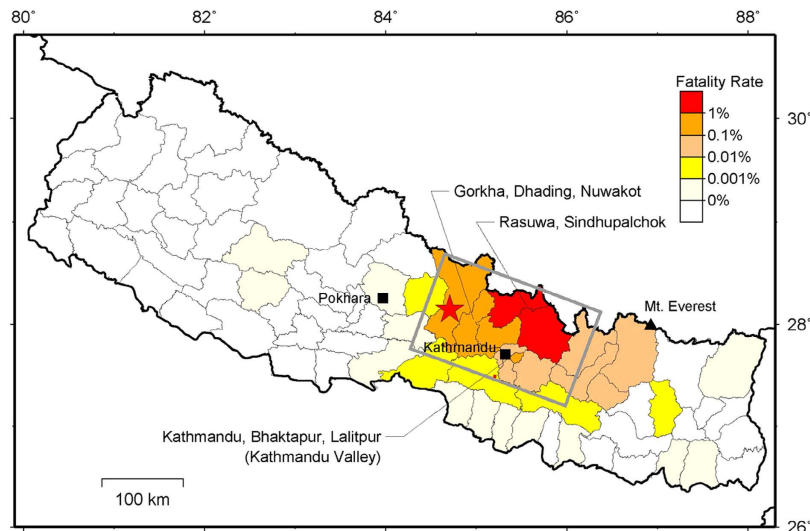 80°
82°
84°
86°
88°
Fatality Rate
1%
0.1%
0.01%
0.001%
0%
30°
Gorkha, Dhading, Nuwakot
Rasuwa, Sindhupalchok
Pokhara
Mt. Everest
28°
Kathmandu
Kathmandu, Bhaktapur, Lalitpur
(Kathmandu Valley)
100 km
26°